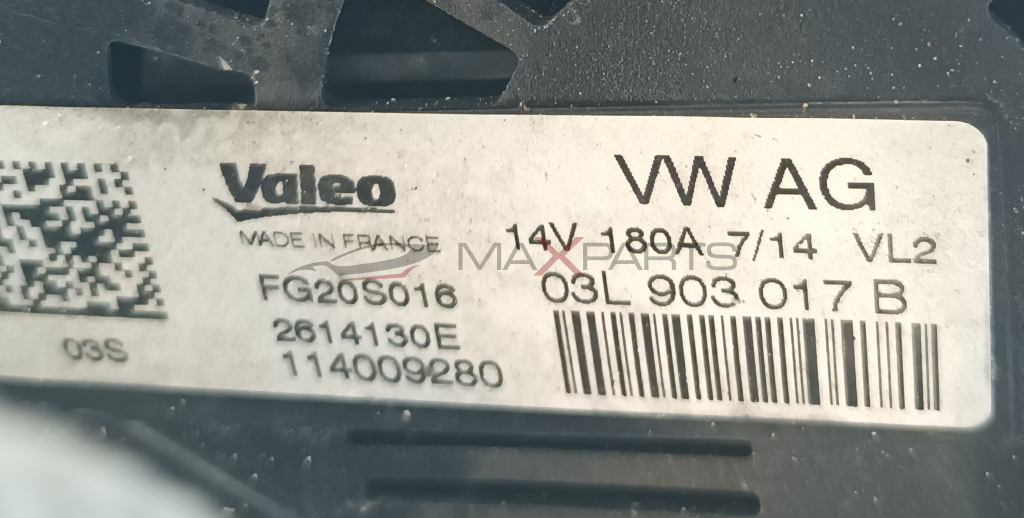 Valeo
MADE IN FRANCE
FG20S016
2614130E
114009280
03S
VW AG
14V 180A 7/14 VL2
03L 903 017 B
MAXPARTS